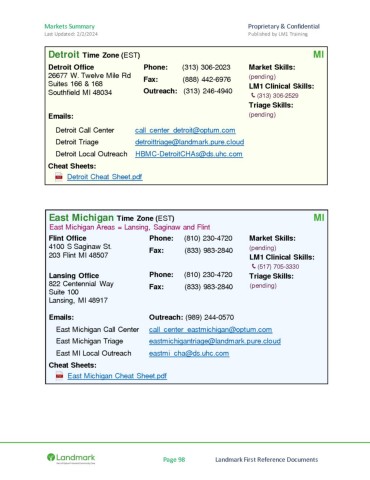 Markets Summary
Proprietary & Confidential
Last Updated: 2/2/2024
Published by LM1 Training
Detroit Time Zone (EST)
MI
Detroit Office
26677 W. Twelve Mile Rd
Suites 166 & 168
Southfield MI 48034
Phone: (313) 306-2023
Fax: (888) 442-6976
Outreach: (313) 246-4940
Market Skills:
(pending)
LM1 Clinical Skills:
(313) 306-2529
Triage Skills:
(pending)
Emails:
Detroit Call Center call_center_detroit@optum.com
Detroit Triage detroittriage@landmark.pure.cloud
Detroit Local Outreach HBMC-DetroitCHAs@ds.uhc.com
Cheat Sheets:
Detroit Cheat Sheet.pdf
East Michigan Time Zone (EST)
MI
East Michigan Areas = Lansing, Saginaw and Flint
Flint Office
4100 S Saginaw St.
203 Flint MI 48507
Phone: (810) 230-4720
Fax: (833) 983-2840
Market Skills:
(pending)
LM1 Clinical Skills:
(517) 705-3330
Triage Skills:
(pending)
Lansing Office
822 Centennial Way
Suite 100
Lansing, MI 48917
Phone: (810) 230-4720
Fax: (833) 983-2840
Emails:
Outreach: (989) 244-0570
East Michigan Call Center call_center_eastmichigan@optum.com
East Michigan Triage eastmichigantriage@landmark.pure.cloud
East MI Local Outreach eastmi_cha@ds.uhc.com
Cheat Sheets:
East Michigan Cheat Sheet.pdf
Landmark
Page 98
Landmark First Reference Documents